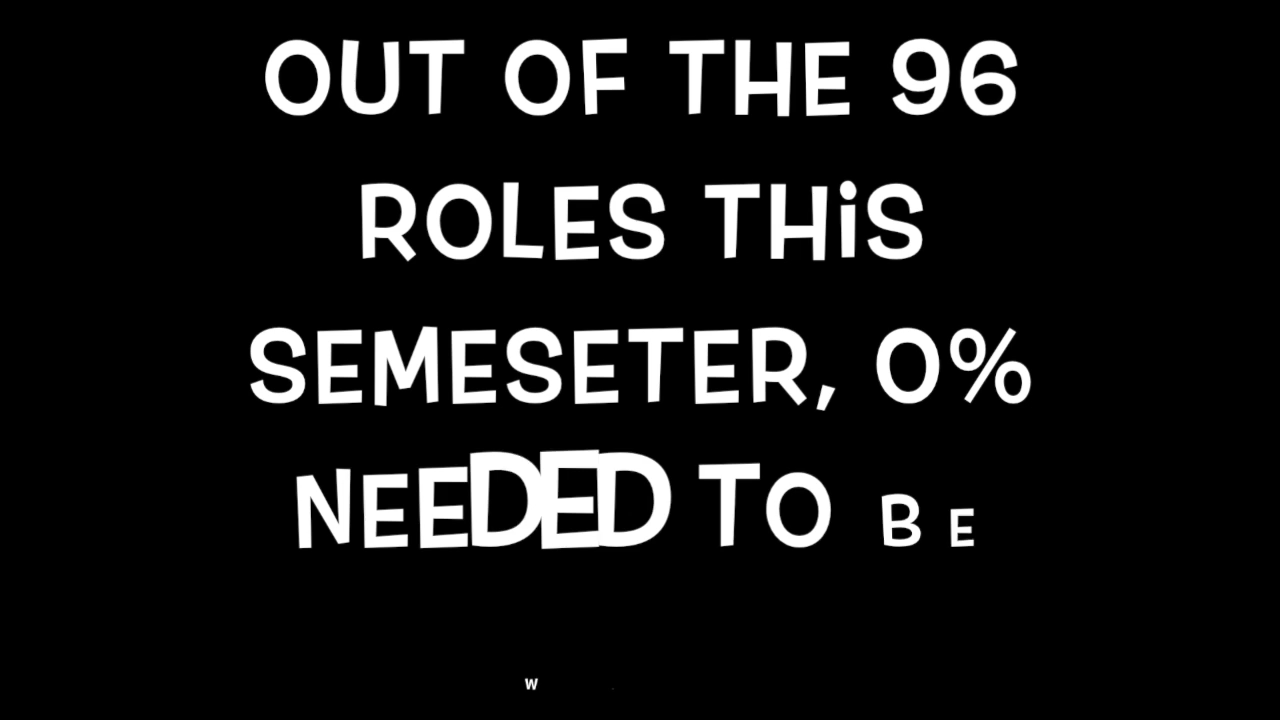 OUT OF THE 96
ROLES THiS
SEMESETER, 0%
NEEDED TO BE
W